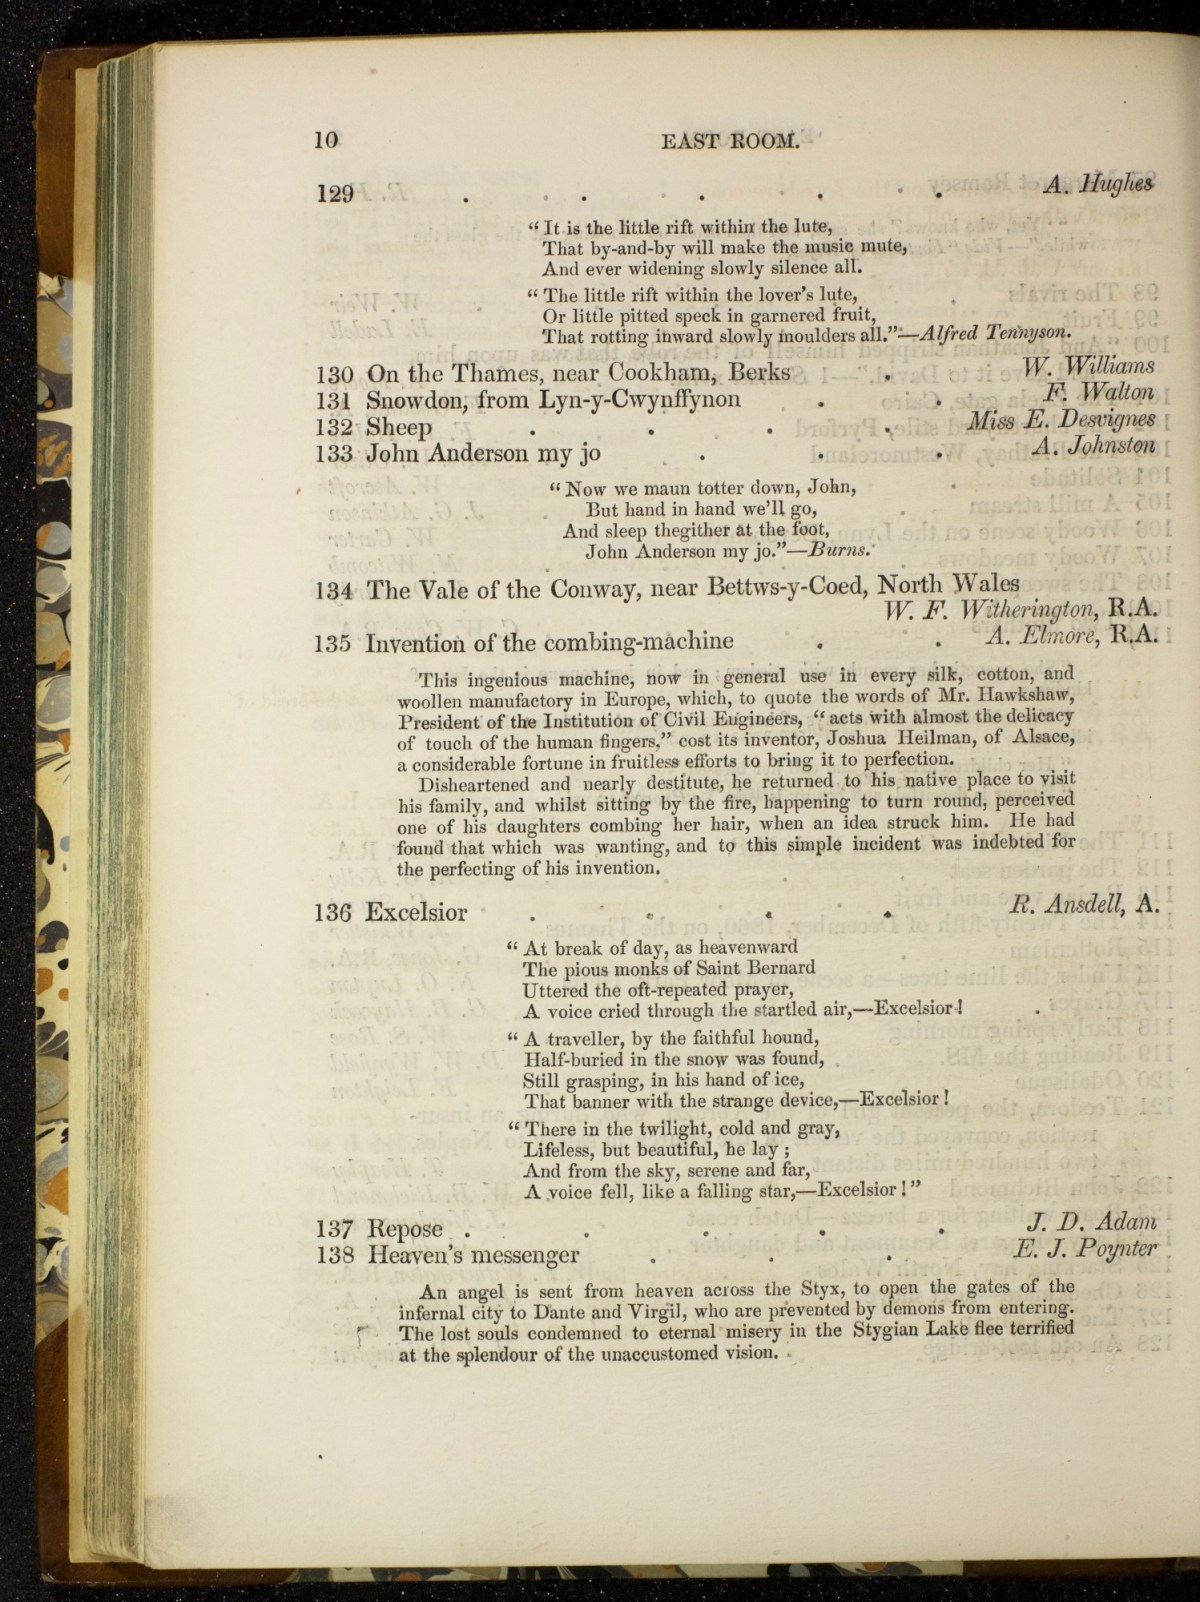 10 EAST ROOM.
129 . . . . . A. Hughes
“ It is the little rift within the lute,
That by-and-by will make the music mute,
And ever widening slowly silence all.
“ The little rift within the lover’s lute,
Or little pitted speck in garnered fruit,
That rotting inward slowly moulders all.”—Alfred Tennyson.
130 On the Thames, near Cookham, Berks . W. Williams
131 Snowdon, from Lyn-y-Cwynffynon . . F. Walton
132 Sheep . . . . Miss E. Desvignes
133 John Anderson my jo . . . A. Johnston
“ Now we maun totter down, John,
But hand in hand we’ll go,
And sleep thegither at the foot,
John Anderson my jo.”—Burns.
134 The Vale of the Conway, near Bettws-y-Coed, North Wales
W. F. Witherington, R.A.
135 Invention of the combing-machine . . A. Elmore, R.A.
This ingenious machine, now in general use in every silk, cotton, and
woollen manufactory in Europe, which, to quote the words of Mr. Hawkshaw,
President of the Institution of Civil Engineers, “ acts with almost the delicacy
of touch of the human fingers,” cost its inventor, Joshua Heilman, of Alsace,
a considerable fortune in fruitless efforts to bring it to perfection.
Disheartened and nearly destitute, he returned to his native place to visit
his family, and whilst sitting by the fire, happening to turn round, perceived
one of his daughters combing her hair, when an idea struck him. He had
found that which was wanting, and to this simple incident was indebted for
the perfecting of his invention.
136 Excelsior . . . . R. Ansdell, A.
“ At break of day, as heavenward
The pious monks of Saint Bernard
Uttered the oft-repeated prayer,
A voice cried through the startled air,—Excelsior !
“ A traveller, by the faithful hound,
Half-buried in the snow was found,
Still grasping, in his hand of ice,
That banner with the strange device,—Excelsior !
“ There in the twilight, cold and gray,
Lifeless, but beautiful, he lay ;
And from the sky, serene and far,
A voice fell, like a falling star,—Excelsior ! ”
137 Repose . . . . . J. D. Adam
138 Heaven’s messenger . . . E. J. Poynter
An angel is sent from heaven across the Styx, to open the gates of the
infernal city to Dante and Virgil, who are prevented by demons from entering.
The lost souls condemned to eternal misery in the Stygian Lake flee terrified
at the splendour of the unaccustomed vision.